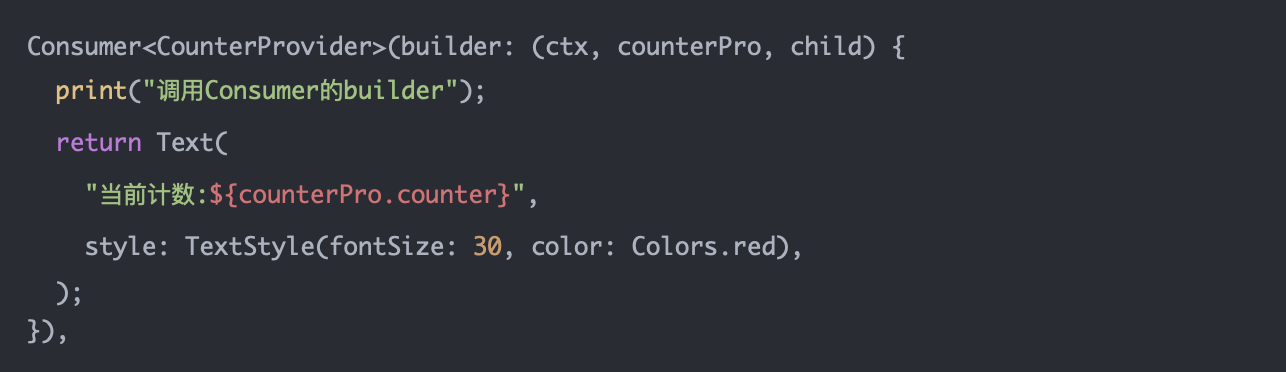 Consumer<CounterProvider>(builder: (ctx, counterPro, child) {
  print("调用Consumer的builder");
  return Text(
    "当前计数:${counterPro.counter}",
    style: TextStyle(fontSize: 30, color: Colors.red),
  );
}),